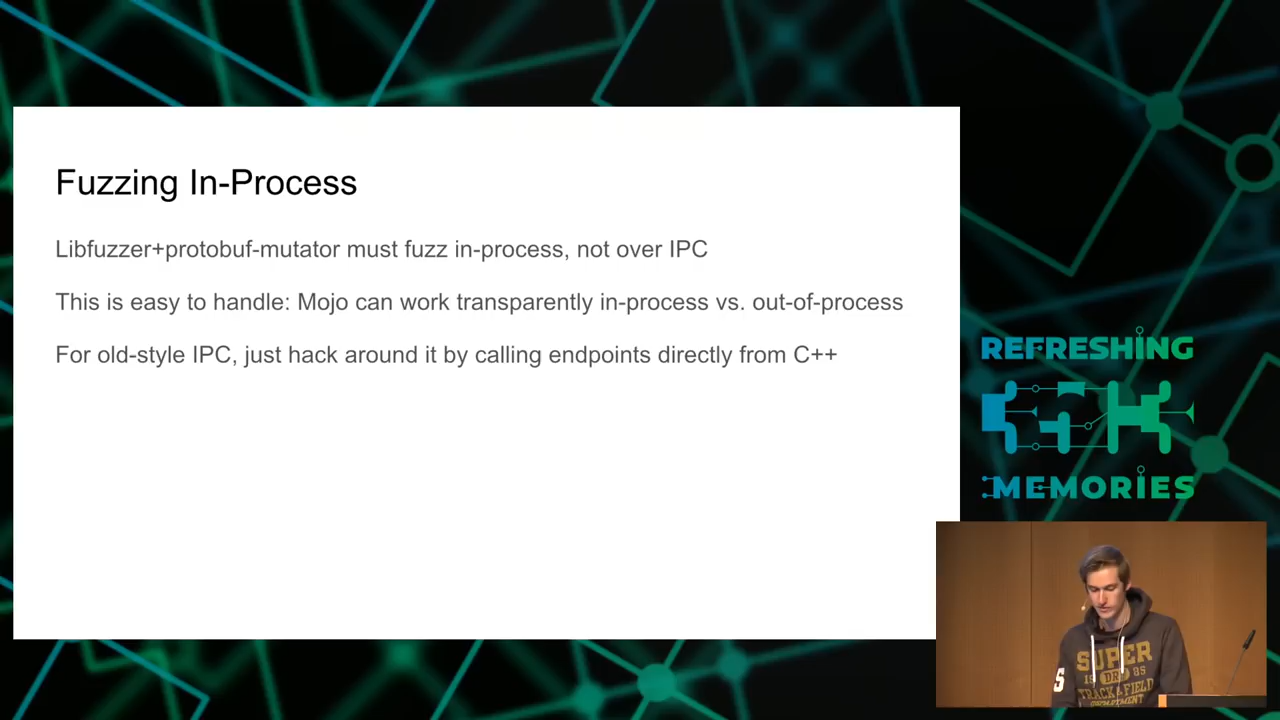 Fuzzing In-Process
Libfuzzer+protobuf-mutator must fuzz in-process, not over IPC
This is easy to handle: Mojo can work transparently in-process vs. out-of-process
For old-style IPC, just hack around it by calling endpoints directly from C++
REFRESHING
MEMORIES
SUPER
DRY
TRACK & FIELD